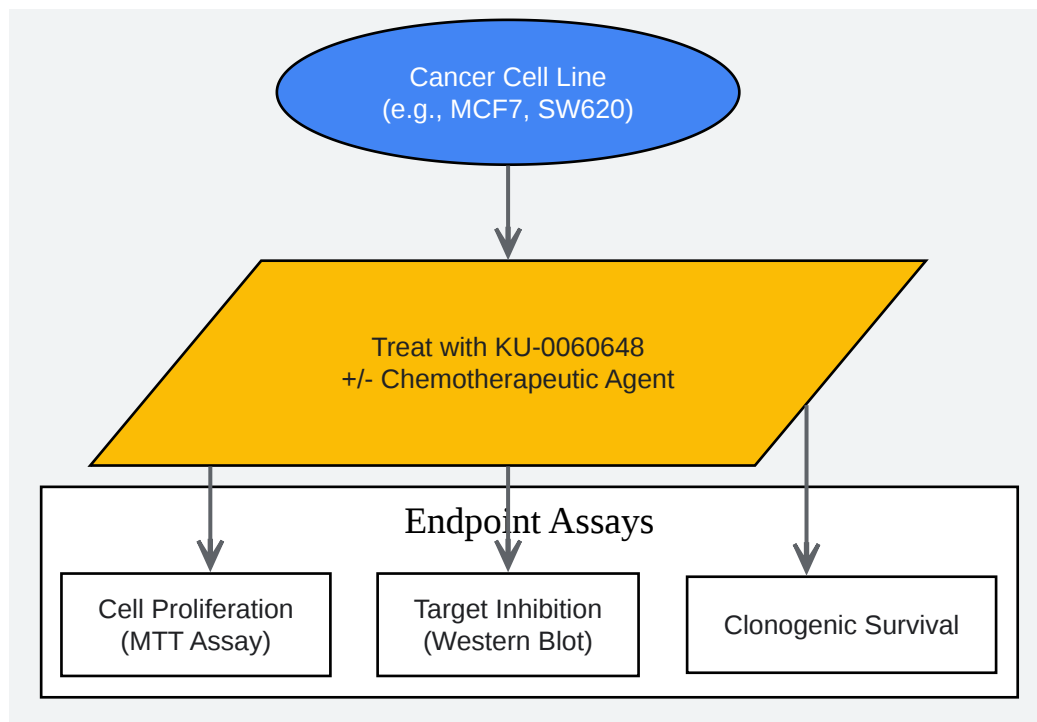 Cancer Cell Line
(e.g., MCF7, SW620)
Treat with KU-0060648
+/- Chemotherapeutic Agent
Endpoint Assays
Cell Proliferation
(MTT Assay)
Target Inhibition
(Western Blot)
Clonogenic Survival